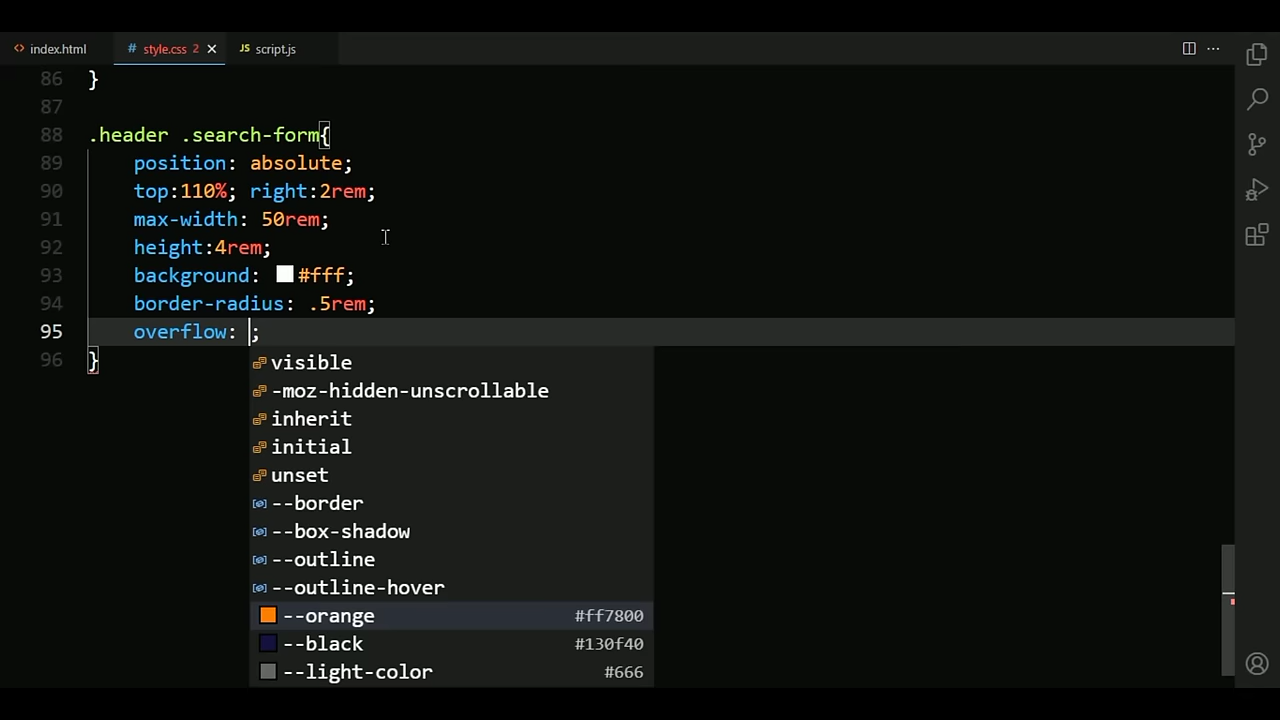 index.html # style.css 2 JS script.js
86 }
87
88 .header .search-form{
89 position: absolute;
90 top:110%; right:2rem;
91 max-width: 50rem;
92 height:4rem;
93 background: #fff;
94 border-radius: .5rem;
95 overflow: ;
96 }
visible
-moz-hidden-unscrollable
inherit
initial
unset
--border
--box-shadow
--outline
--outline-hover
--orange #ff7800
--black #130f40
--light-color #666